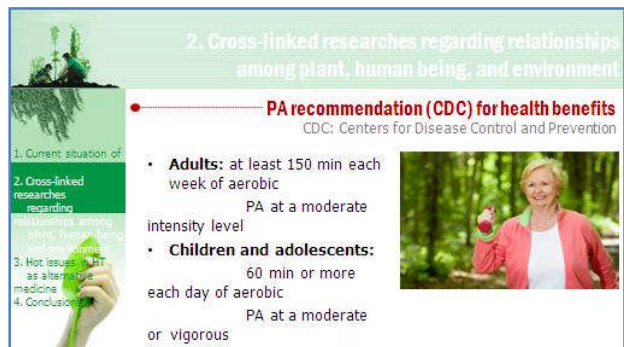 2. Cross-linked researches regarding relationships
among plant, human being, and environment
PA recommendation (CDC) for health benefits
CDC: Centers for Disease Control and Prevention
1. Current situation of
2. Cross-linked
researches
regarding
relationships among
plant, human being,
and environment
3. Hot issues in HT
as alternative
medicine
4. Conclusions
• Adults: at least 150 min each
week of aerobic
PA at a moderate
intensity level
• Children and adolescents:
60 min or more
each day of aerobic
PA at a moderate
or vigorous